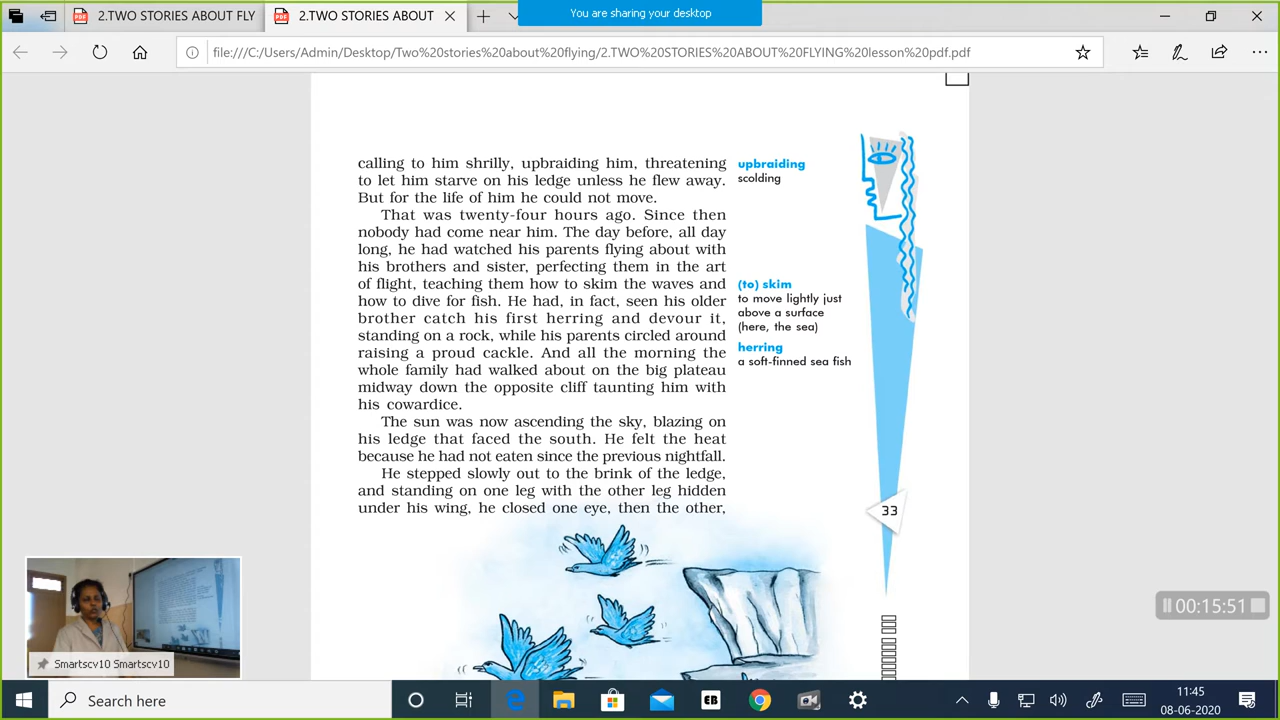 2.TWO STORIES ABOUT FLY
2.TWO STORIES ABOUT
You are sharing your desktop
file:///C:/Users/Admin/Desktop/Two%20stories%20about%20flying/2.TWO%20STORIES%20ABOUT%20FLYING%20lesson%20pdf.pdf
calling to him shrilly, upbraiding him, threatening
to let him starve on his ledge unless he flew away.
But for the life of him he could not move.
That was twenty-four hours ago. Since then
nobody had come near him. The day before, all day
long, he had watched his parents flying about with
his brothers and sister, perfecting them in the art
of flight, teaching them how to skim the waves and
how to dive for fish. He had, in fact, seen his older
brother catch his first herring and devour it,
standing on a rock, while his parents circled around
raising a proud cackle. And all the morning the
whole family had walked about on the big plateau
midway down the opposite cliff taunting him with
his cowardice.
The sun was now ascending the sky, blazing on
his ledge that faced the south. He felt the heat
because he had not eaten since the previous nightfall.
He stepped slowly out to the brink of the ledge,
and standing on one leg with the other leg hidden
under his wing, he closed one eye, then the other,
upbraiding
scolding
(to) skim
to move lightly just
above a surface
(here, the sea)
herring
a soft-finned sea fish
33
00:15:51
Smartscv10 Smartscv10
Search here
EB
11:45
08-06-2020